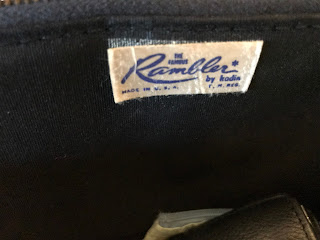 THE
FAMOUS
Rambler*
by kadin
MADE IN U.S.A. T.M. REG.